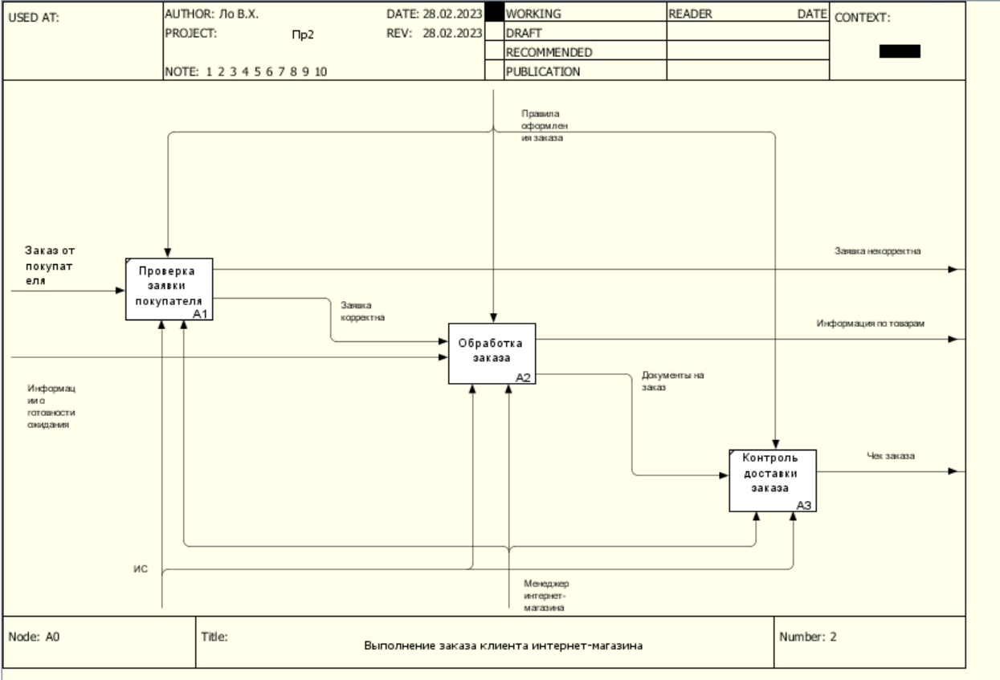 USED AT:
AUTHOR: Ло В.Х.
DATE: 28.02.2023
PROJECT: Пр2
REV: 28.02.2023
NOTE: 1 2 3 4 5 6 7 8 9 10
WORKING
DRAFT
RECOMMENDED
PUBLICATION
READER DATE
CONTEXT:
Правила
оформлен
ия заказа
Заказ от
покупат
еля
Проверка
заявки
покупателя
A1
Заявка некорректна
Заявка
корректна
Информация по товарам
Обработка
заказа
A2
Информац
ии о
готовности
ожидания
Документы на
заказ
Контроль
доставки
заказа
A3
Чек заказа
ИС
Менеджер
интернет-
магазина
Node: A0
Title:
Выполнение заказа клиента интернет-магазина
Number: 2